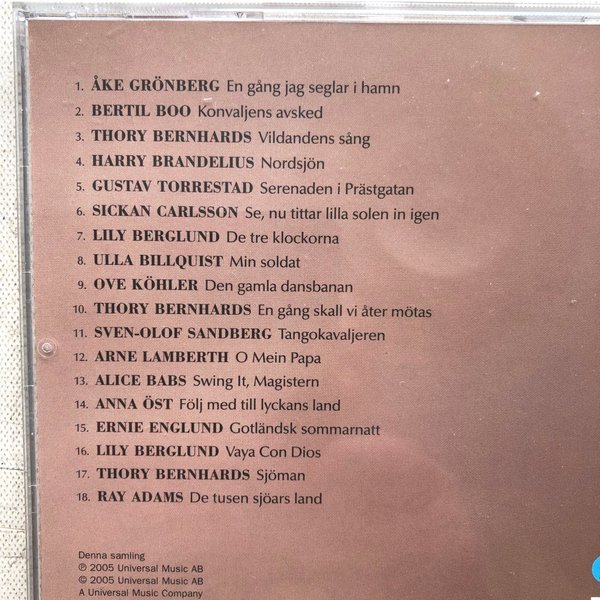 1. ÅKE GRÖNBERG En gång jag seglar i hamn
2. BERTIL BOO Konvaljens avsked
3. THORY BERNHARDS Vildandens sång
4. HARRY BRANDELIUS Nordsjön
5. GUSTAV TORRESTAD Serenaden i Prästgatan
6. SICKAN CARLSSON Se, nu tittar lilla solen in igen
7. LILY BERGLUND De tre klockorna
8. ULLA BILLQUIST Min soldat
9. OVE KÖHLER Den gamla dansbanan
10. THORY BERNHARDS En gång skall vi åter mötas
11. SVEN-OLOF SANDBERG Tangokavaljeren
12. ARNE LAMBERTH O Mein Papa
13. ALICE BABS Swing It, Magistern
14. ANNA ÖST Följ med till lyckans land
15. ERNIE ENGLUND Gotländsk sommarnatt
16. LILY BERGLUND Vaya Con Dios
17. THORY BERNHARDS Sjöman
18. RAY ADAMS De tusen sjöars land
Denna samling
℗ 2005 Universal Music AB
© 2005 Universal Music AB
A Universal Music Company